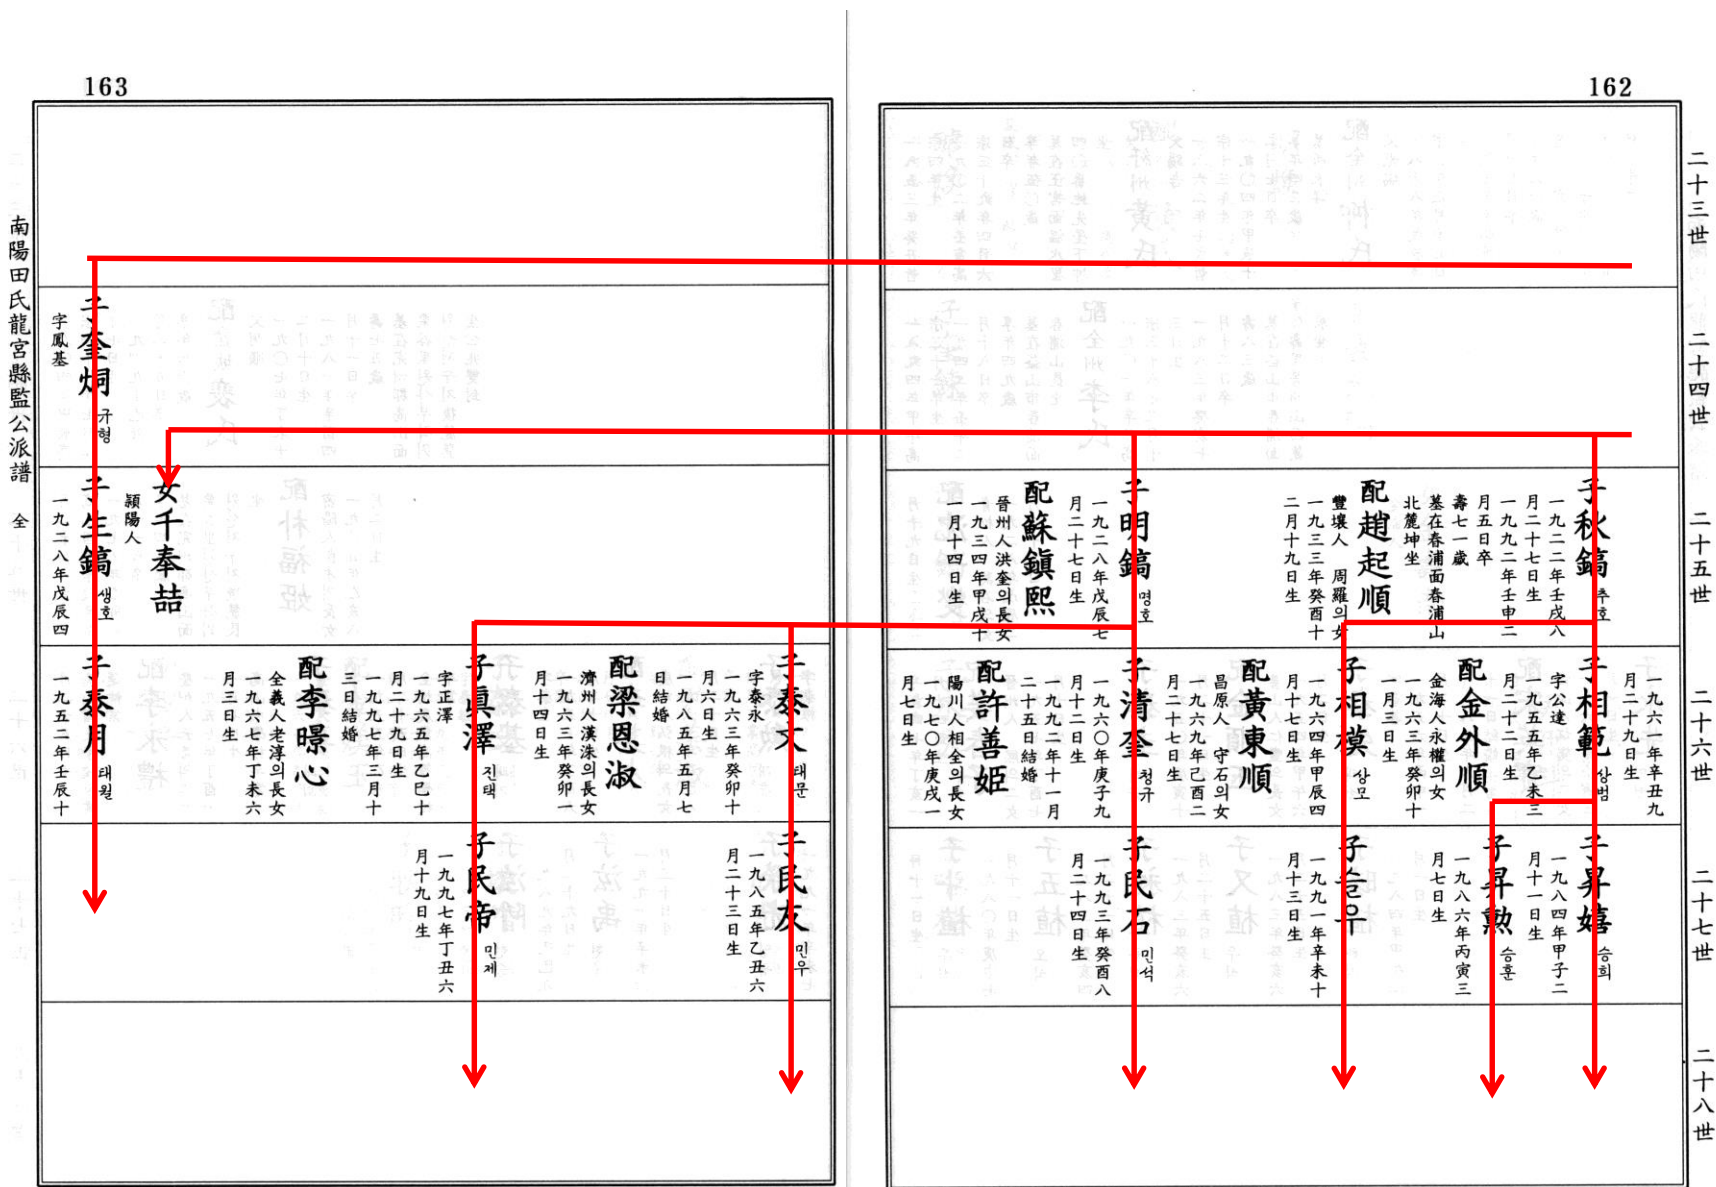 162
二十三世
二十四世
二十五世
二十六世
二十七世
二十八世
子秋鎬 추호
一九二二年壬戌八
月二十七日生
一九九二年壬申二
月五日卒
壽七一歲
墓在春浦面春浦山
北麓坤坐
配趙起順
豐壤人 周羅의女
一九三三年癸酉十
二月十九日生
子明鎬 명호
一九二八年戊辰七
月二十七日生
配蘇鎭熙
晉州人洪奎의長女
一九三四年甲戌十
一月十四日生
一九六一年辛丑九
月二十九日生
子相範 상범
字公達
一九五五年乙未三
月二十二日生
配金外順
金海人永權의女
一九六三年癸卯十
一月三日生
子相模 상모
一九六四年甲辰四
月十七日生
配黃東順
昌原人 守石의女
一九六九年己酉二
月二十七日生
子清奎 청규
一九六〇年庚子九
月十二日生
一九九二年十一月
二十五日結婚
配許善姬
陽川人相全의長女
一九七〇年庚戌一
月七日生
子昇嬉 승희
一九八四年甲子二
月十一日生
子昇勲 승훈
一九八六年丙寅三
月七日生
子을우
一九九一年辛未十
月十三日生
子民石 민석
一九九三年癸酉八
月二十四日生
163
子奎炯 규형
字鳳基
女千奉喆
潁陽人
子生鎬 생호
一九二八年戊辰四
子泰文 태문
字泰永
一九六三年癸卯十
月六日生
一九八五年五月七
日結婚
配梁恩淑
濟州人漢洙의長女
一九六三年癸卯一
月十四日生
子眞澤 진택
字正澤
一九六五年乙巳十
月二十九日生
一九九七年三月十
三日結婚
配李暻心
全義人老淳의長女
一九六七年丁未六
月三日生
子泰月 태월
一九五二年壬辰十
子民友 민우
一九八五年乙丑六
月二十三日生
子民帝 민제
一九九七年丁丑六
月十九日生
南陽田氏龍宮縣監公派譜 全